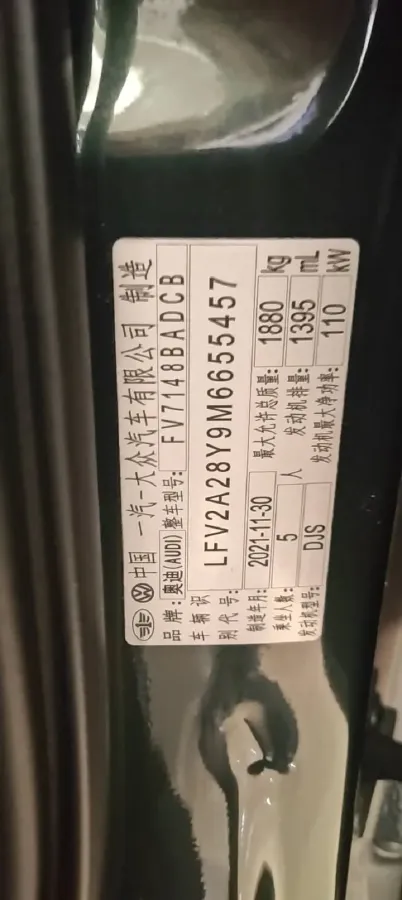 中国 一汽-大众汽车有限公司 制造
品牌: 奥迪(AUDI) 整车型号: FV7148BADCB
车辆识别代号: LFV2A28Y9M6655457
制造年月: 2021-11-30 最大允许总质量: 1880 kg
乘坐人数: 5 人 发动机排量: 1395 mL
发动机型号: DJS 发动机最大净功率: 110 kW